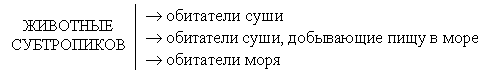 ЖИВОТНЫЕ
СУБТРОПИКОВ
→ обитатели суши
→ обитатели суши, добывающие пищу в море
→ обитатели моря